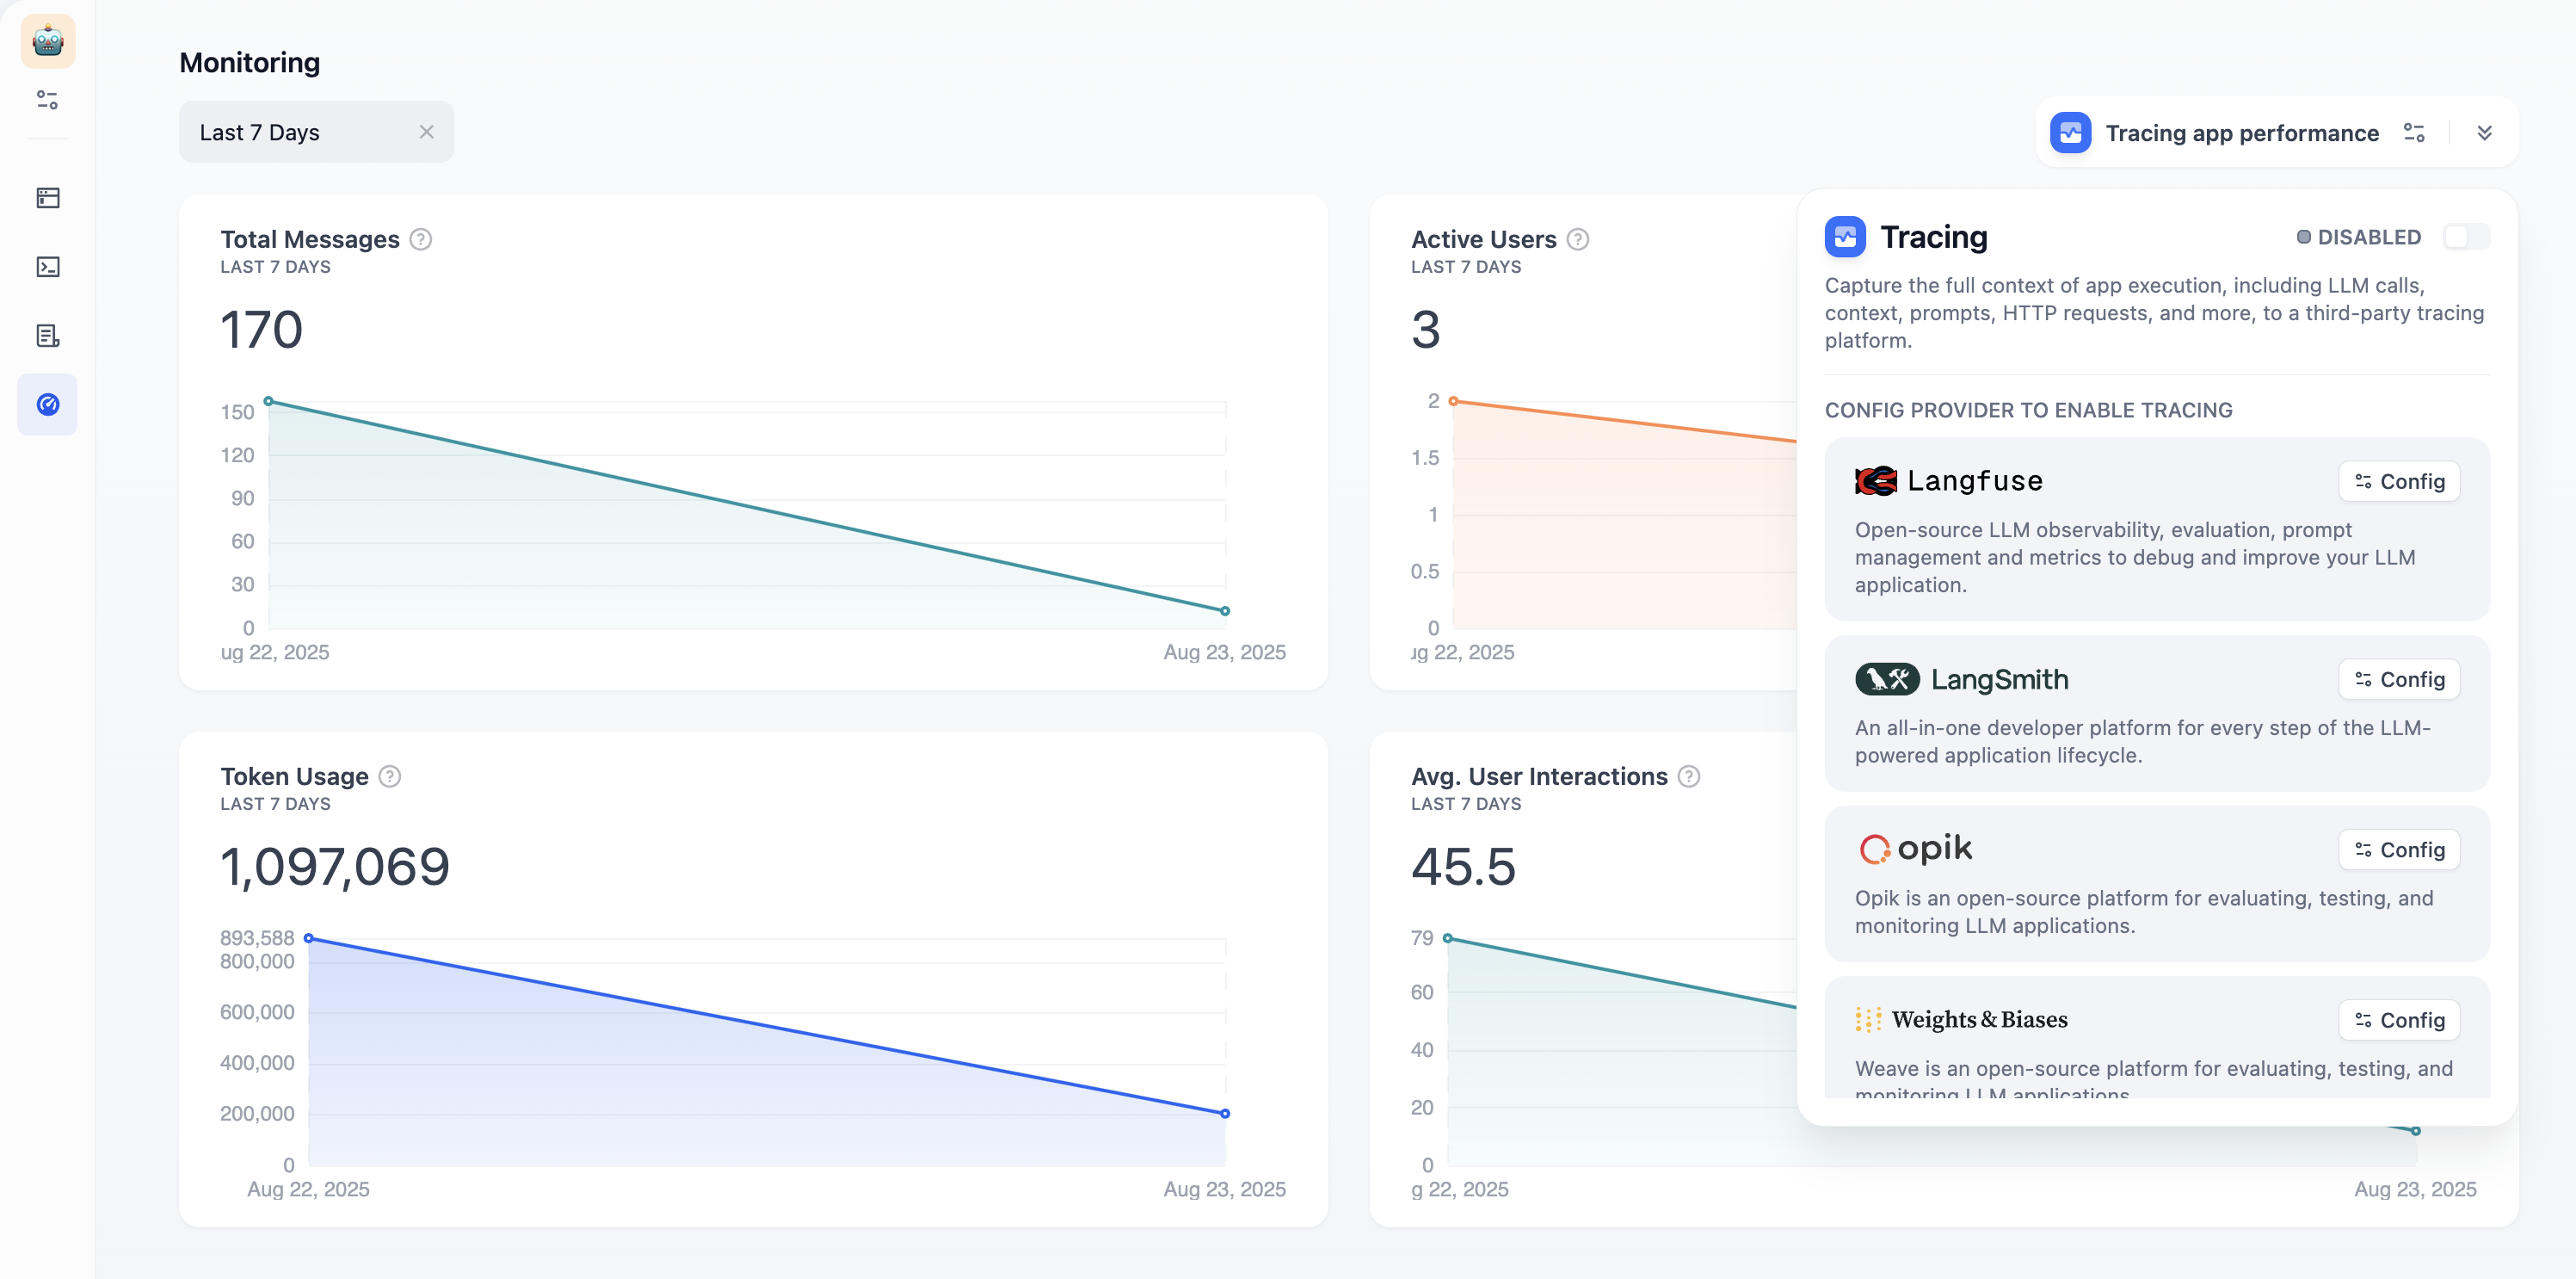 Monitoring
Last 7 Days
Tracing app performance
Total Messages
LAST 7 DAYS
170
150
120
90
60
30
0
ug 22, 2025
Aug 23, 2025
Active Users
LAST 7 DAYS
3
2
1.5
1
0.5
0
ug 22, 2025
Token Usage
LAST 7 DAYS
1,097,069
893,588
800,000
600,000
400,000
200,000
0
Aug 22, 2025
Aug 23, 2025
Avg. User Interactions
LAST 7 DAYS
45.5
79
60
40
20
0
g 22, 2025
Aug 23, 2025
Tracing
DISABLED
Capture the full context of app execution, including LLM calls,
context, prompts, HTTP requests, and more, to a third-party tracing
platform.
CONFIG PROVIDER TO ENABLE TRACING
Langfuse
Config
Open-source LLM observability, evaluation, prompt
management and metrics to debug and improve your LLM
application.
LangSmith
Config
An all-in-one developer platform for every step of the LLM-
powered application lifecycle.
opik
Config
Opik is an open-source platform for evaluating, testing, and
monitoring LLM applications.
Weights & Biases
Config
Weave is an open-source platform for evaluating, testing, and
monitoring LLM applications.